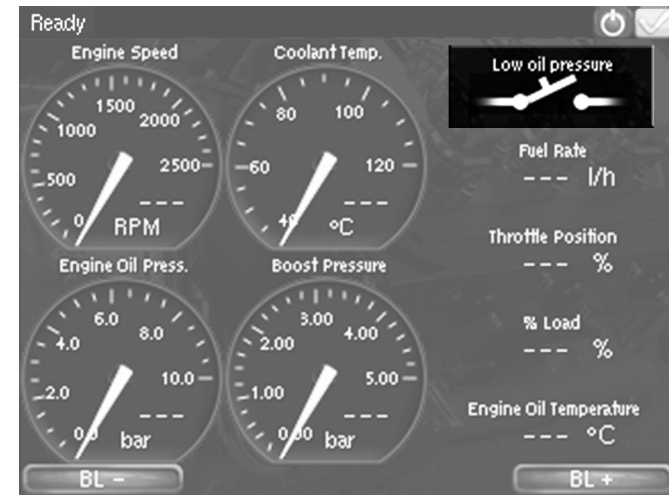 Ready
Engine Speed
0
500
1000
1500
2000
2500
---
RPM
Coolant Temp.
40
60
80
100
120
---
°C
Low oil pressure
Fuel Rate
--- l/h
Throttle Position
--- %
% Load
--- %
Engine Oil Temperature
--- °C
Engine Oil Press.
0.0
2.0
4.0
6.0
8.0
10.0
---
bar
Boost Pressure
0.00
1.00
2.00
3.00
4.00
5.00
---
bar
BL -
BL +